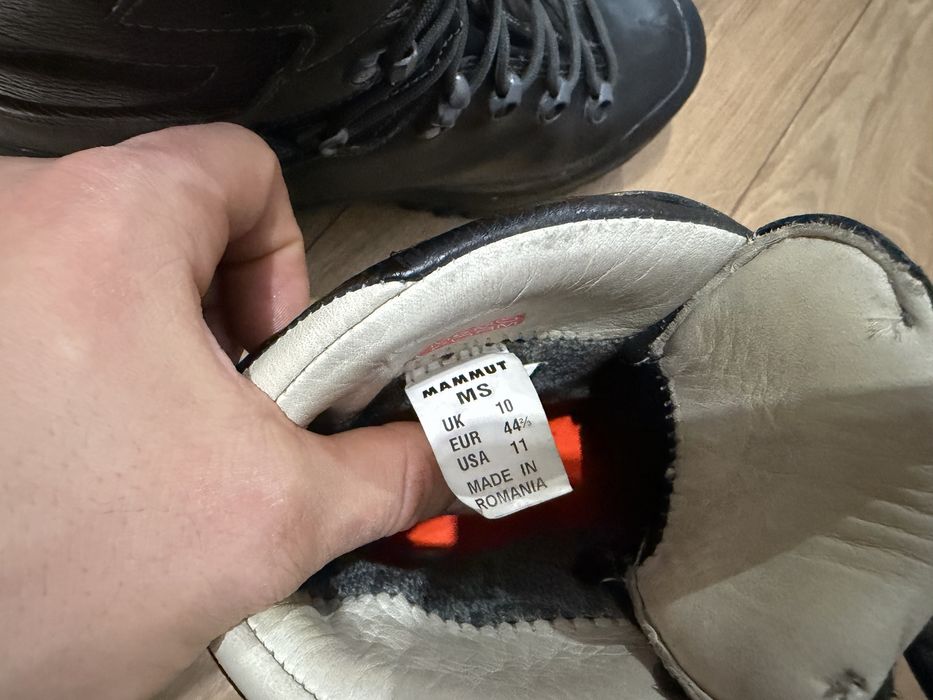 MAMMUT
MS
UK 10
EUR 44⅔
USA 11
MADE IN
ROMANIA